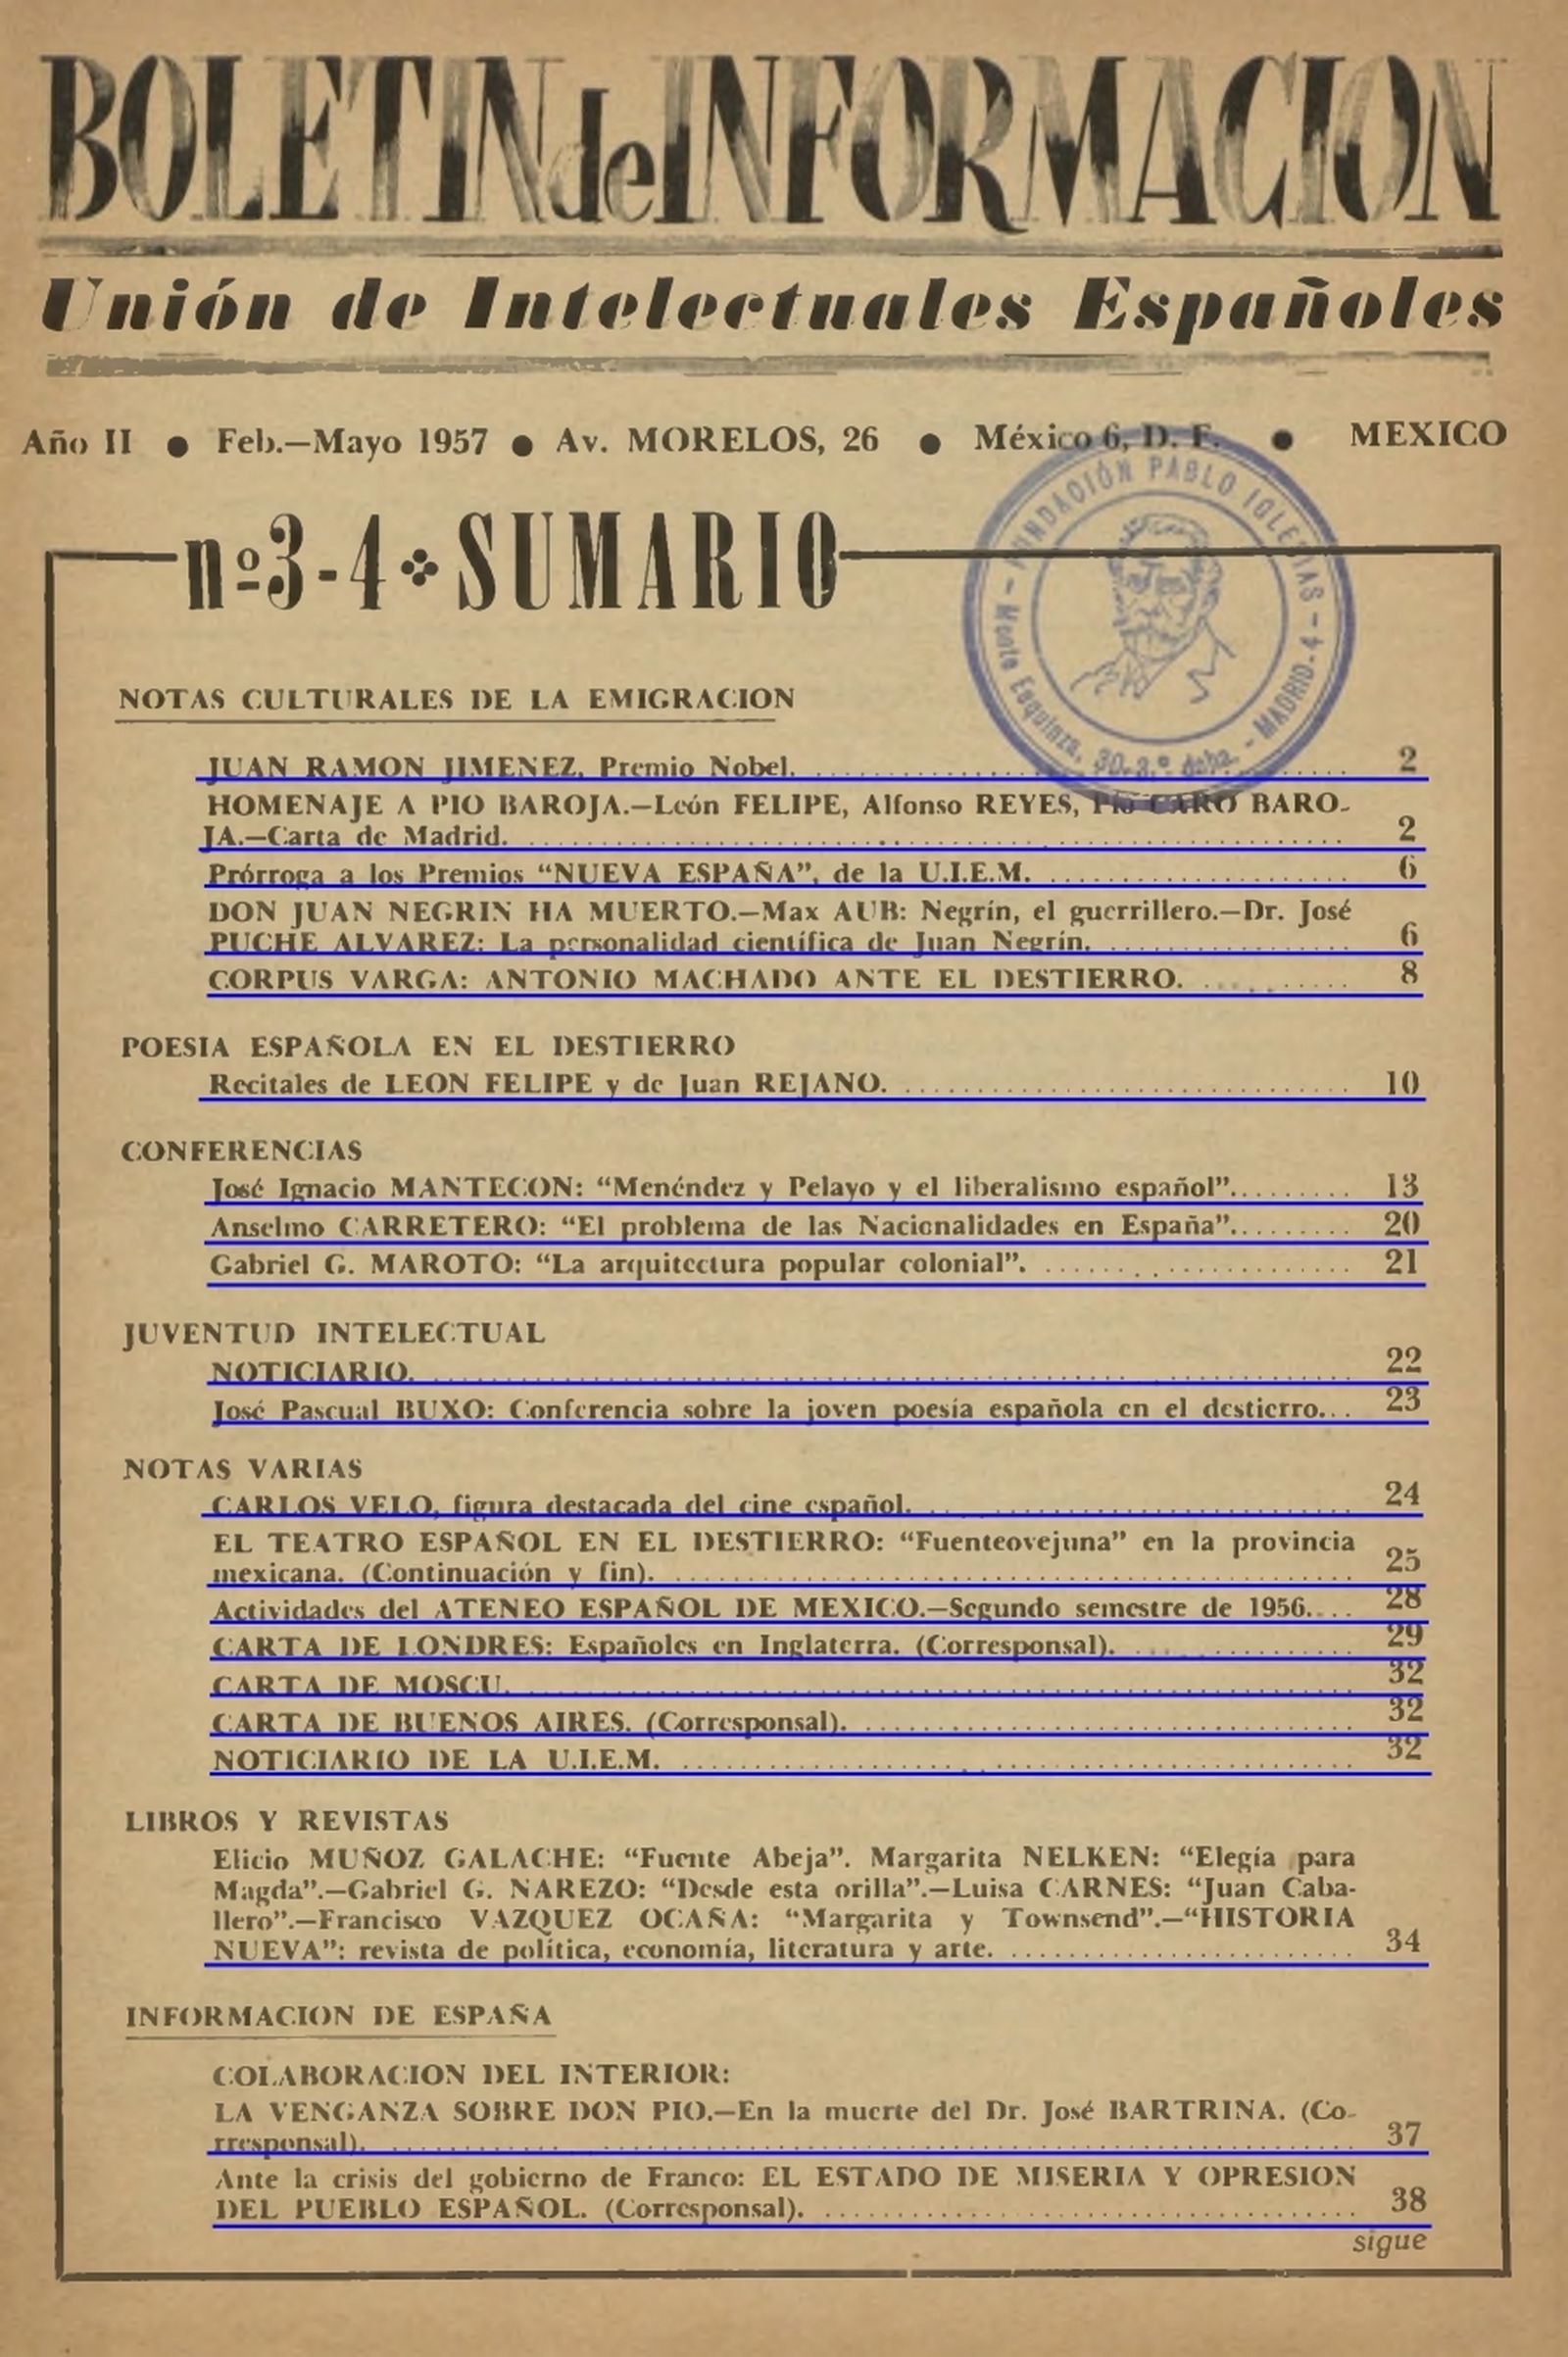 BOLETIN de INFORMACION
Unión de Intelectuales Españoles
Año II ● Feb.—Mayo 1957 ● Av. MORELOS, 26 ● México 6, D. F. ● MEXICO
FUNDACIÓN PABLO IGLESIAS
Monte Esquinza, 30-3.º dcha. - MADRID-4
nº 3-4 SUMARIO
NOTAS CULTURALES DE LA EMIGRACION
JUAN RAMON JIMENEZ, Premio Nobel. 2
HOMENAJE A PIO BAROJA.—León FELIPE, Alfonso REYES, Pío CARO BARO-
JA.—Carta de Madrid. 2
Prórroga a los Premios “NUEVA ESPAÑA”, de la U.I.E.M. 6
DON JUAN NEGRIN HA MUERTO.—Max AUB: Negrín, el guerrillero.—Dr. José
PUCHE ALVAREZ: La personalidad científica de Juan Negrín. 6
CORPUS VARGA: ANTONIO MACHADO ANTE EL DESTIERRO. 8
POESIA ESPAÑOLA EN EL DESTIERRO
Recitales de LEON FELIPE y de Juan REJANO. 10
CONFERENCIAS
José Ignacio MANTECON: “Menéndez y Pelayo y el liberalismo español”. 13
Anselmo CARRETERO: “El problema de las Nacionalidades en España”. 20
Gabriel G. MAROTO: “La arquitectura popular colonial”. 21
JUVENTUD INTELECTUAL
NOTICIARIO. 22
José Pascual BUXO: Conferencia sobre la joven poesía española en el destierro... 23
NOTAS VARIAS
CARLOS VELO, figura destacada del cine español. 24
EL TEATRO ESPAÑOL EN EL DESTIERRO: “Fuenteovejuna” en la provincia
mexicana. (Continuación y fin). 25
Actividades del ATENEO ESPAÑOL DE MEXICO.—Segundo semestre de 1956. 28
CARTA DE LONDRES: Españoles en Inglaterra. (Corresponsal). 29
CARTA DE MOSCU. 32
CARTA DE BUENOS AIRES. (Corresponsal). 32
NOTICIARIO DE LA U.I.E.M. 32
LIBROS Y REVISTAS
Elicio MUÑOZ GALACHE: “Fuente Abeja”. Margarita NELKEN: “Elegía para
Magda”.—Gabriel G. NAREZO: “Desde esta orilla”.—Luisa CARNES: “Juan Caba-
llero”.—Francisco VAZQUEZ OCAÑA: “Margarita y Townsend”.—“HISTORIA
NUEVA”: revista de política, economía, literatura y arte. 34
INFORMACION DE ESPAÑA
COLABORACION DEL INTERIOR:
LA VENGANZA SOBRE DON PIO.—En la muerte del Dr. José BARTRINA. (Co-
rresponsal). 37
Ante la crisis del gobierno de Franco: EL ESTADO DE MISERIA Y OPRESION
DEL PUEBLO ESPAÑOL. (Corresponsal). 38
sigue